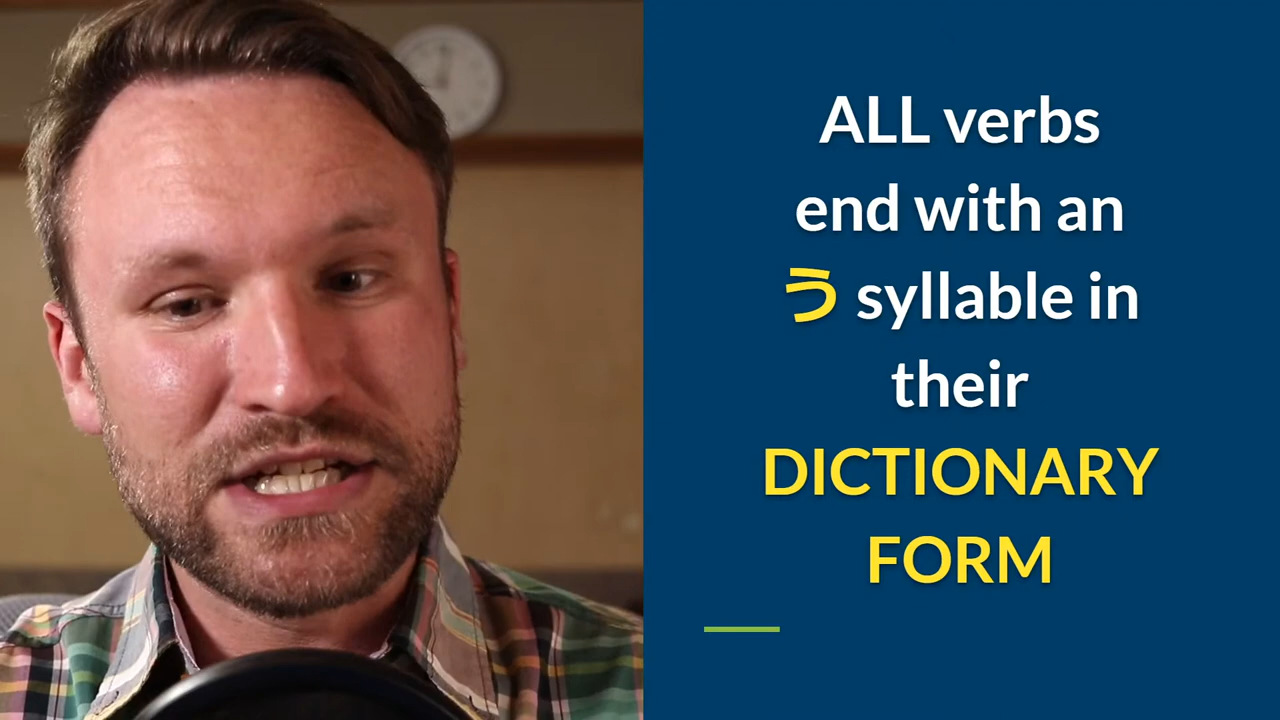 ALL verbs
end with an
う syllable in
their
DICTIONARY
FORM